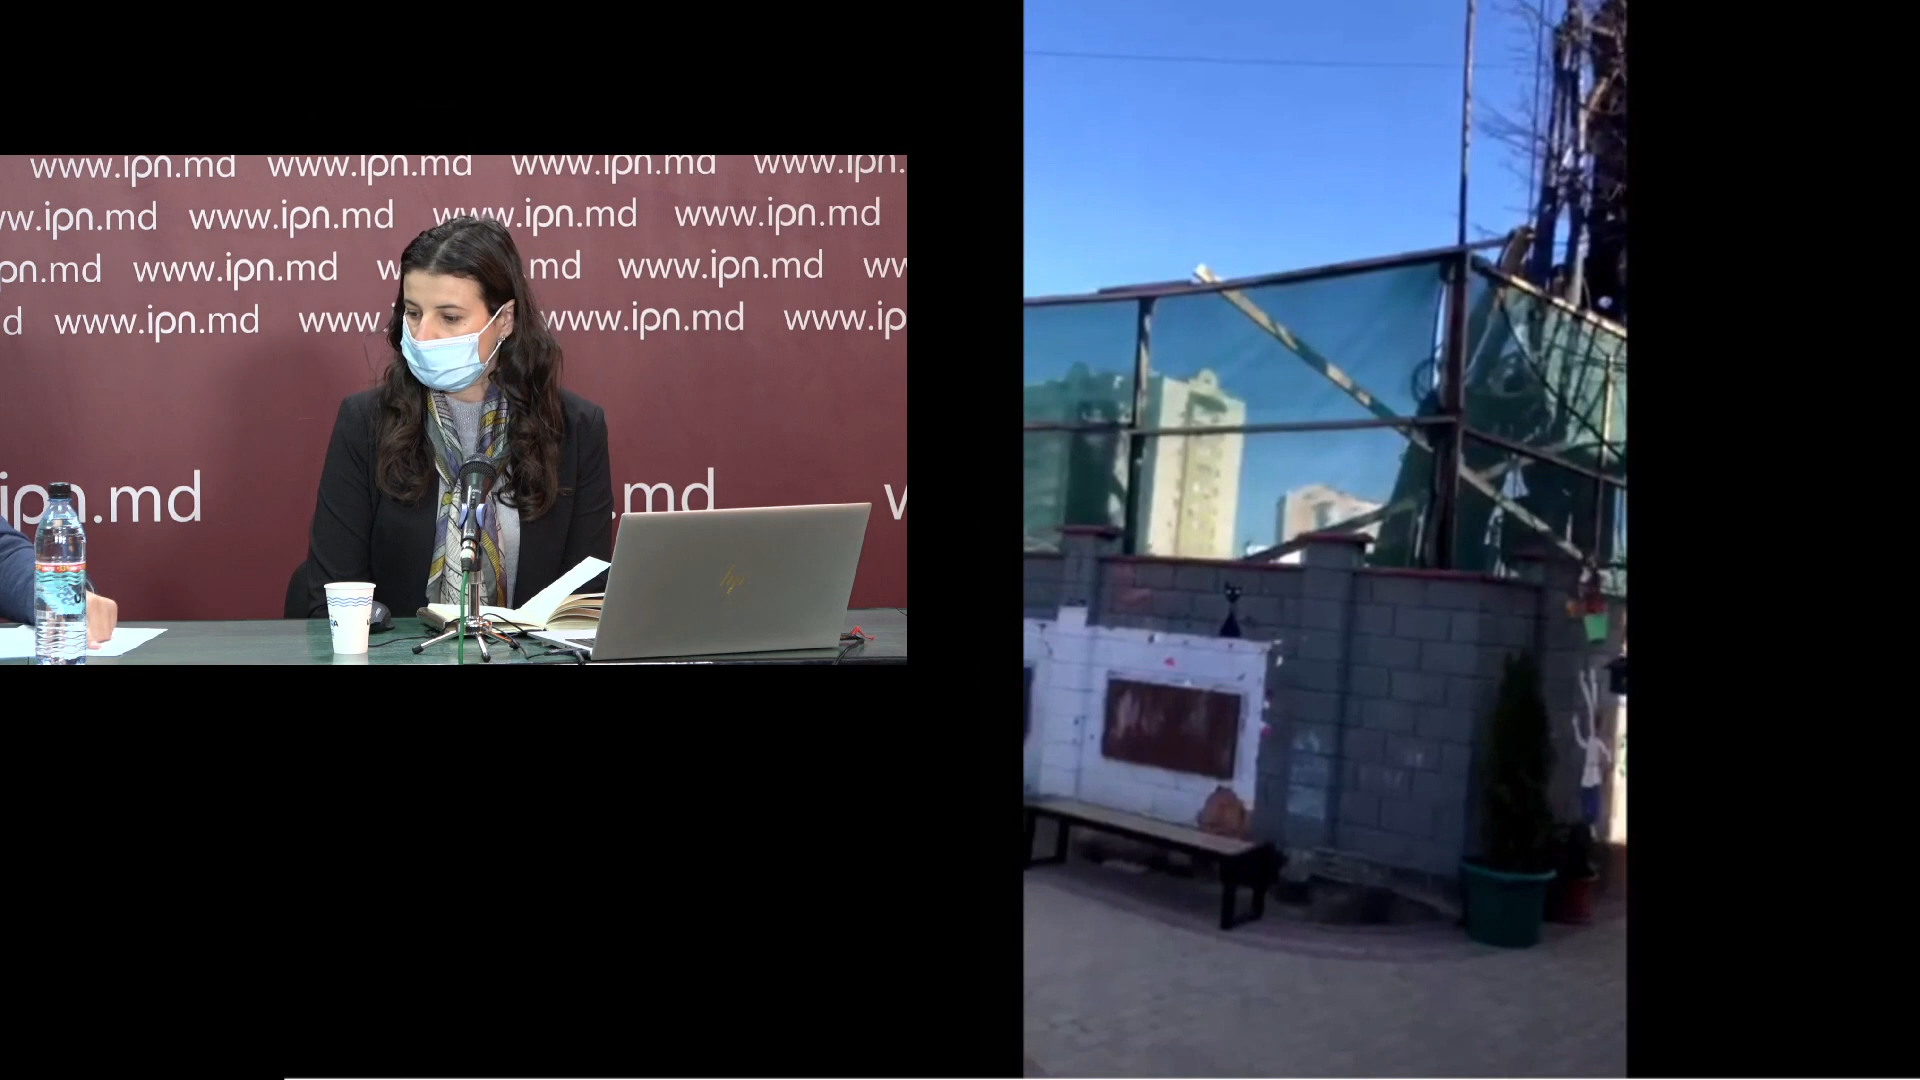 www.ipn.md www.ipn.md www.ipn.md www.ipn.
w.ipn.md www.ipn.md www.ipn.md www.ipn.md
pn.md www.ipn.md w md www.ipn.md ww
d www.ipn.md www. www.ipn.md www.ip
ipn.md .md w
hp